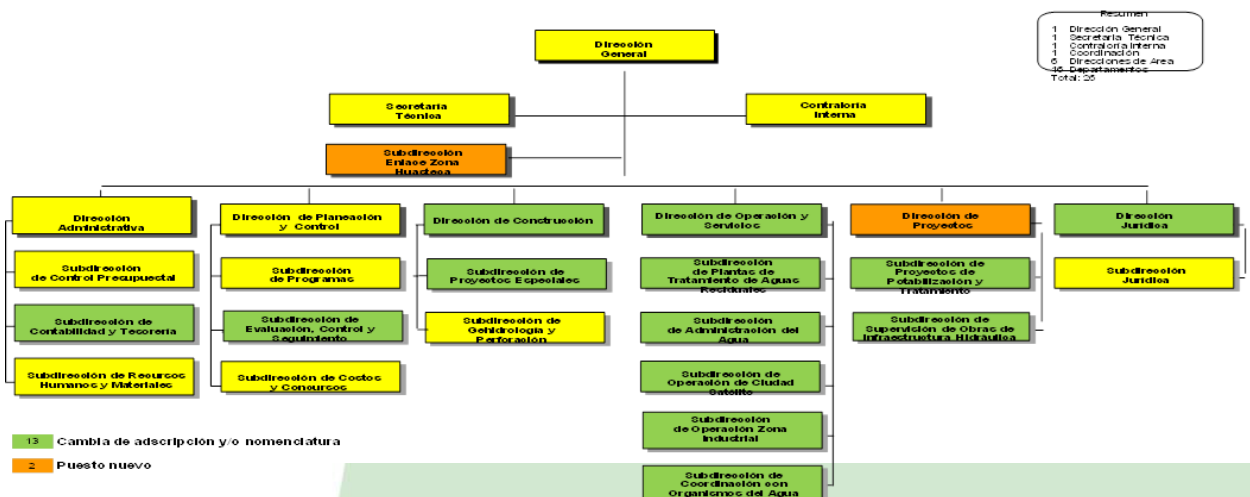 Resumen
1 Dirección General
1 Secretaría Técnica
1 Contraloría Interna
1 Coordinación
6 Direcciones de Area
16 Departamentos
Total: 26
Dirección
General
Secretaría
Técnica
Contraloría
Interna
Subdirección
Enlace Zona
Huasteca
Dirección
Administrativa
Dirección de Planeación
y Control
Dirección de Construcción
Dirección de Operación y
Servicios
Dirección de
Proyectos
Dirección
Jurídica
Subdirección
de Control Presupuestal
Subdirección
de Programas
Subdirección de
Proyectos Especiales
Subdirección
de Plantas de
Tratamiento de Aguas
Residuales
Subdirección de
Proyectos de
Potabilización y
Tratamiento
Subdirección
Jurídica
Subdirección de
Contabilidad y Tesorería
Subdirección de
Evaluación, Control y
Seguimiento
Subdirección de
Gehidrología y
Perforación
Subdirección
de Administración del
Agua
Subdirección de
Supervisión de Obras de
Infraestructura Hidráulica
Subdirección de Recursos
Humanos y Materiales
Subdirección de Costos
y Concursos
Subdirección de
Operación de Ciudad
Satélite
Subdirección
de Operación Zona
Industrial
Subdirección de
Coordinación con
Organismos del Agua
13 Cambia de adscripción y/o nomenclatura
2 Puesto nuevo